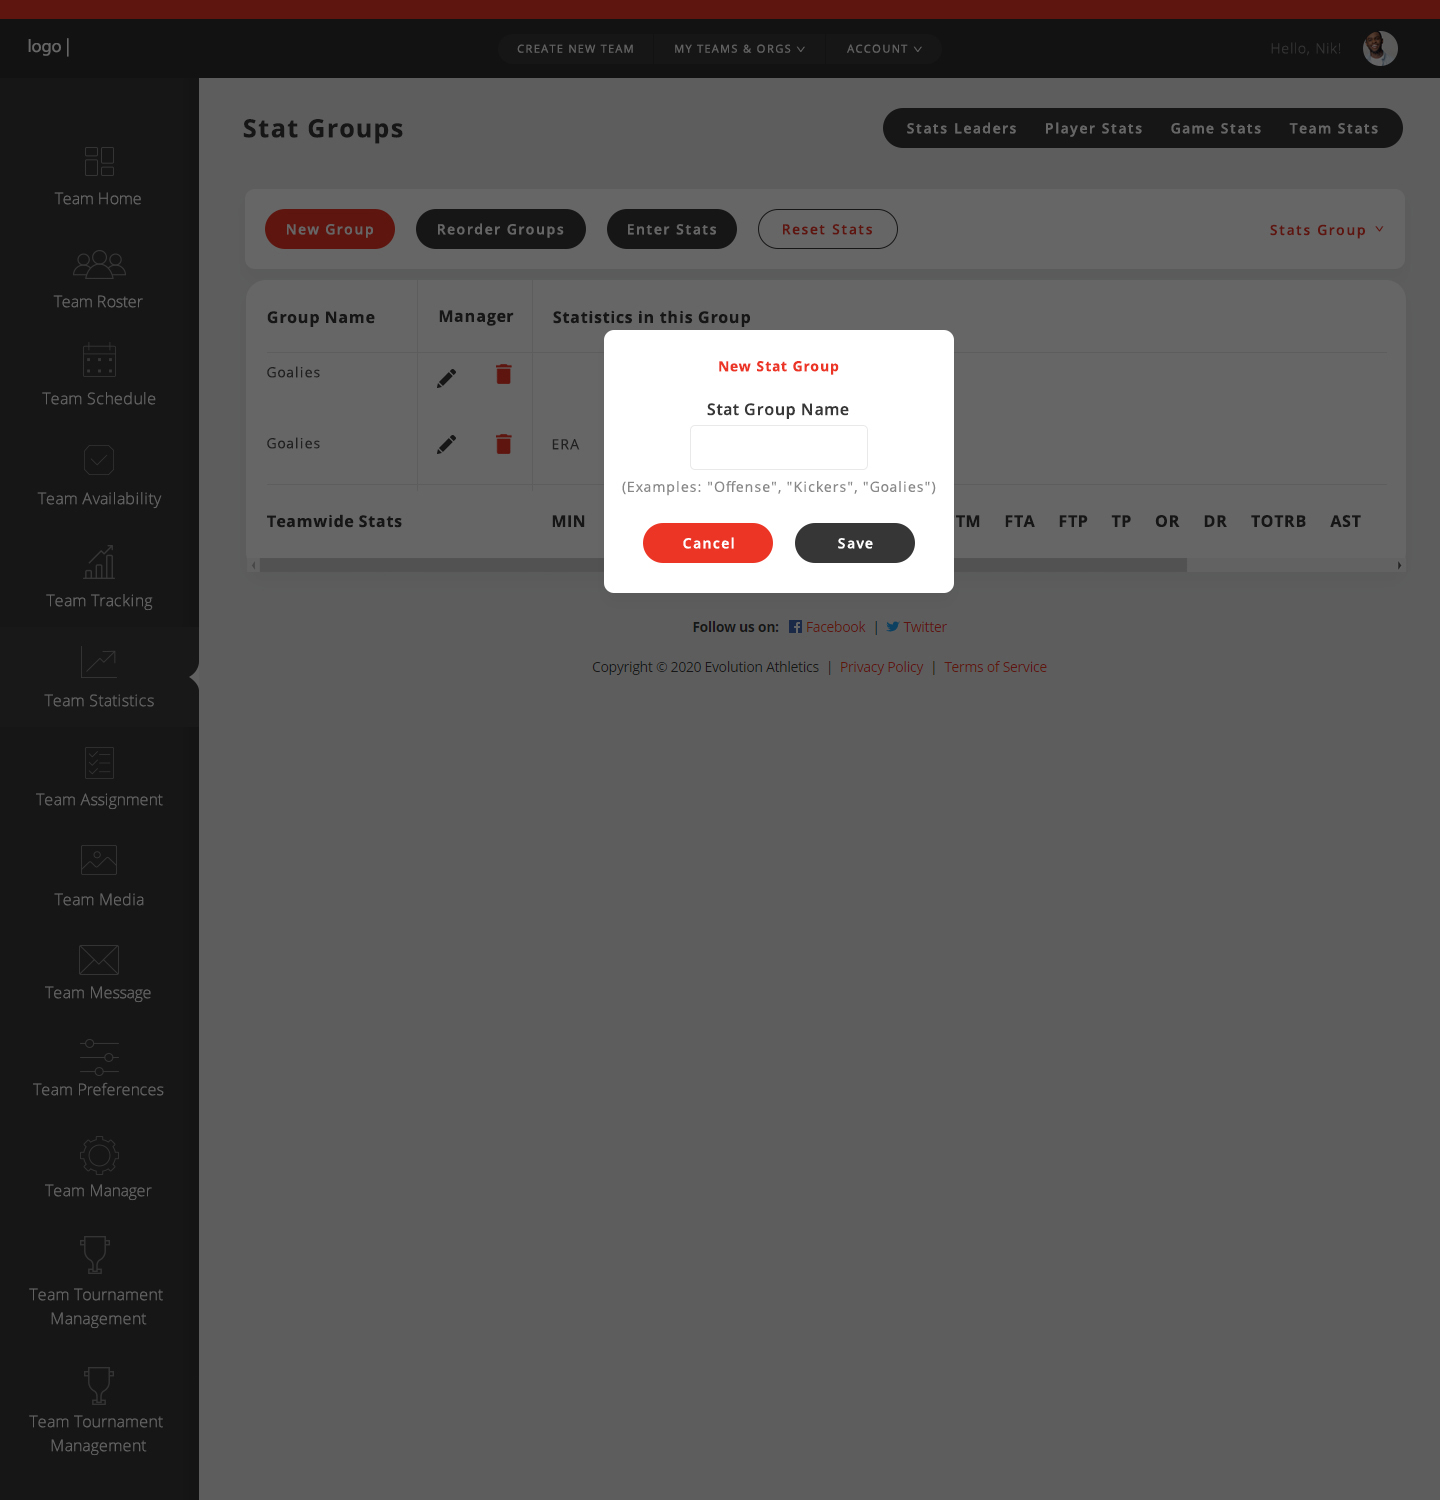 logo |
CREATE NEW TEAM
MY TEAMS & ORGS
ACCOUNT
Hello, Nik!
Team Home
Team Roster
Team Schedule
Team Availability
Team Tracking
Team Statistics
Team Assignment
Team Media
Team Message
Team Preferences
Team Manager
Team Tournament
Management
Team Tournament
Management
Stat Groups
Stats Leaders
Player Stats
Game Stats
Team Stats
New Group
Reorder Groups
Enter Stats
Reset Stats
Stats Group
Group Name
Manager
Statistics in this Group
Goalies
Goalies
ERA
Teamwide Stats
MIN
TM
FTA
FTP
TP
OR
DR
TOTRB
AST
New Stat Group
Stat Group Name
(Examples: "Offense", "Kickers", "Goalies")
Cancel
Save
Follow us on: Facebook | Twitter
Copyright © 2020 Evolution Athletics | Privacy Policy | Terms of Service